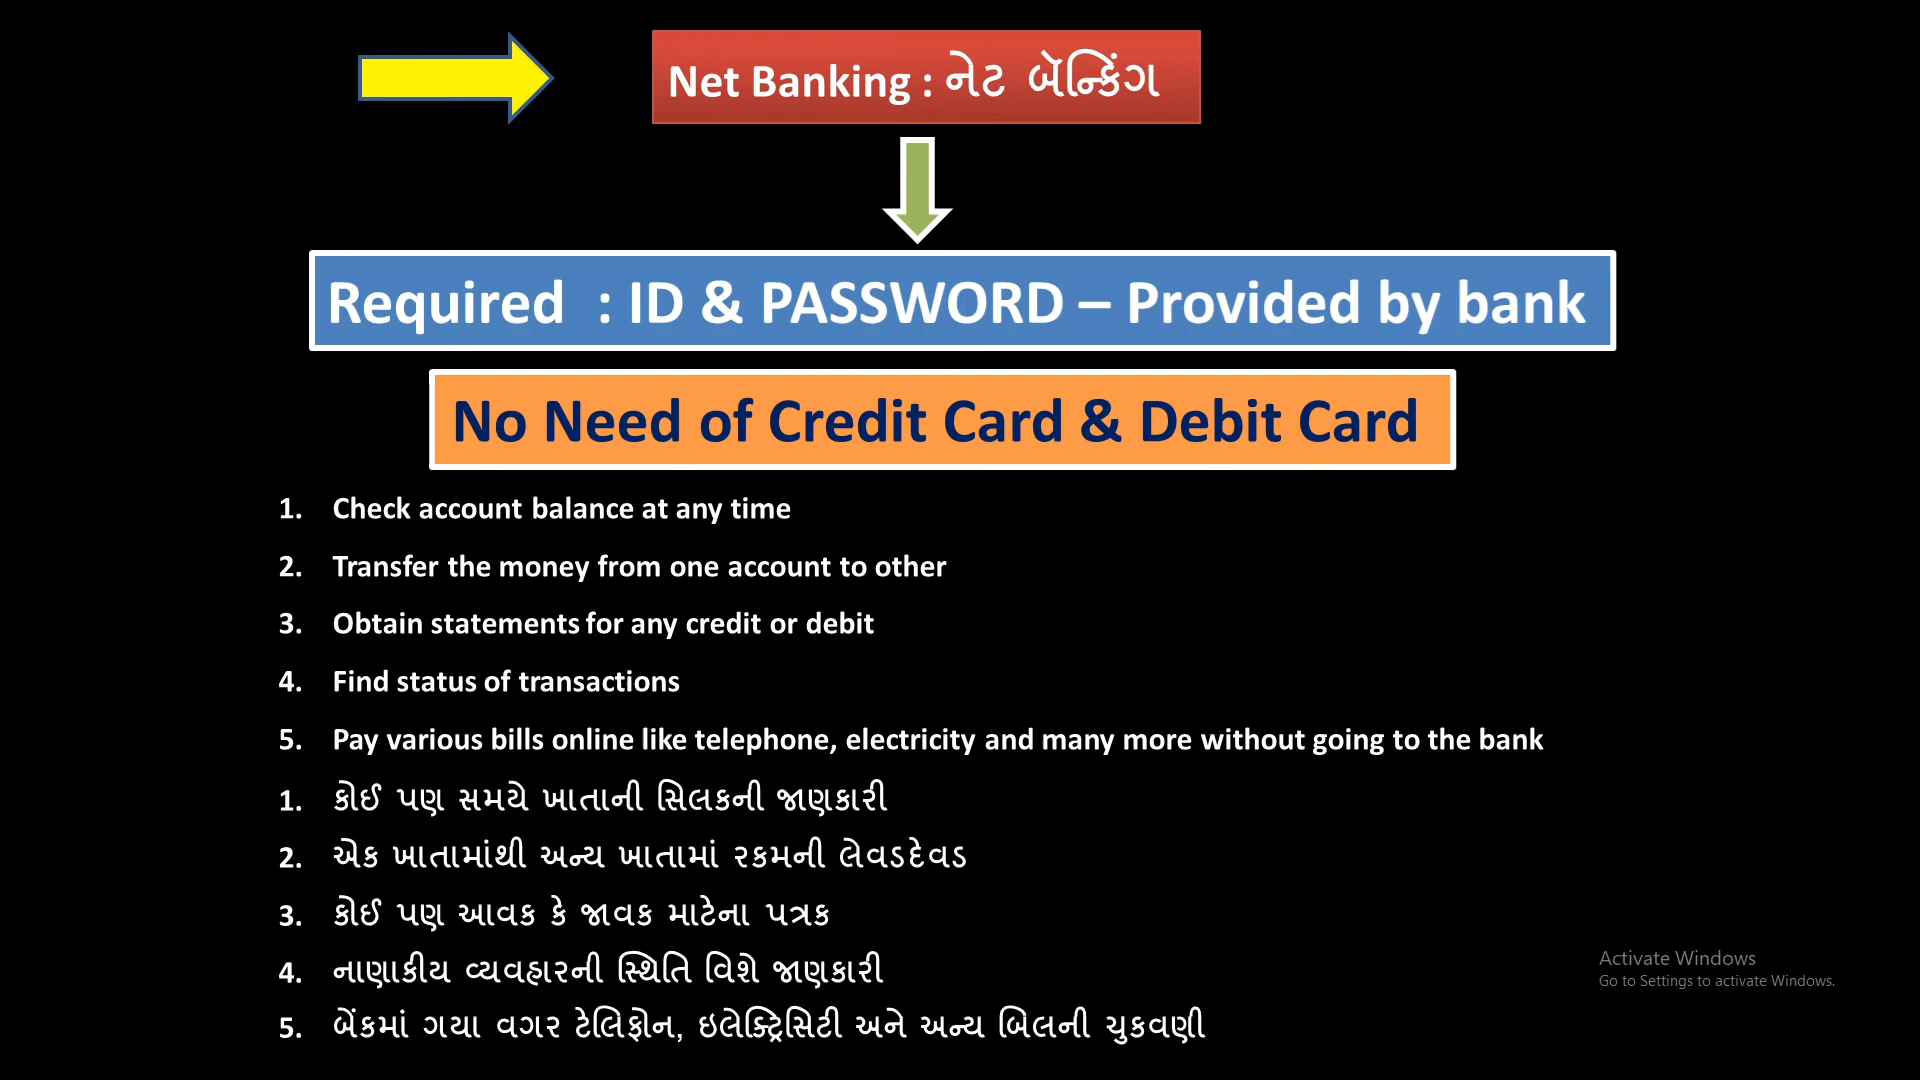 Net Banking : નેટ બૅન્કિંગ
Required : ID & PASSWORD – Provided by bank
No Need of Credit Card & Debit Card
1. Check account balance at any time
2. Transfer the money from one account to other
3. Obtain statements for any credit or debit
4. Find status of transactions
5. Pay various bills online like telephone, electricity and many more without going to the bank
1. કોઈ પણ સમયે ખાતાની સિલકની જાણકારી
2. એક ખાતામાંથી અન્ય ખાતામાં રકમની લેવડદેવડ
3. કોઈ પણ આવક કે જાવક માટેના પત્રક
4. નાણાકીય વ્યવહારની સ્થિતિ વિશે જાણકારી
5. બેંકમાં ગયા વગર ટેલિફોન, ઇલેક્ટ્રિસિટી અને અન્ય બિલની ચુકવણી
Activate Windows
Go to Settings to activate Windows.